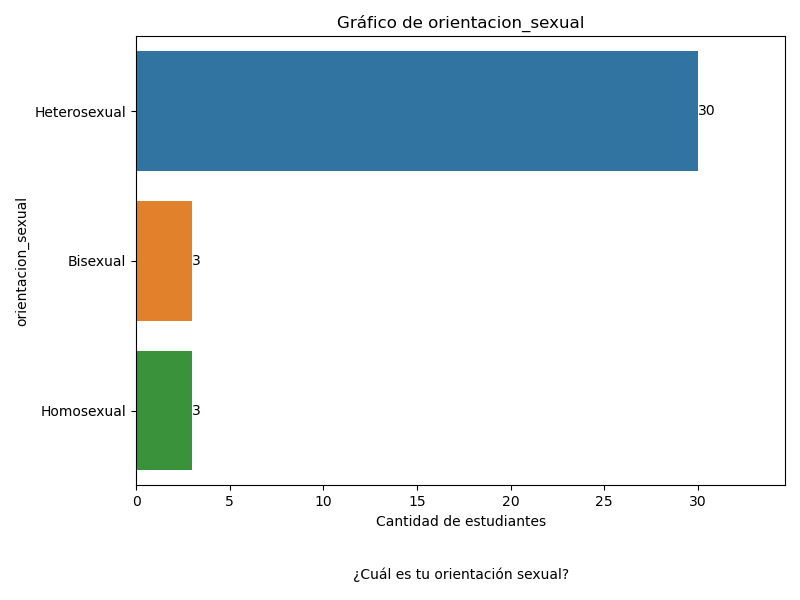 Gráfico de orientacion_sexual
orientacion_sexual
Heterosexual
30
Bisexual
3
Homosexual
3
0 5 10 15 20 25 30
Cantidad de estudiantes
¿Cuál es tu orientación sexual?